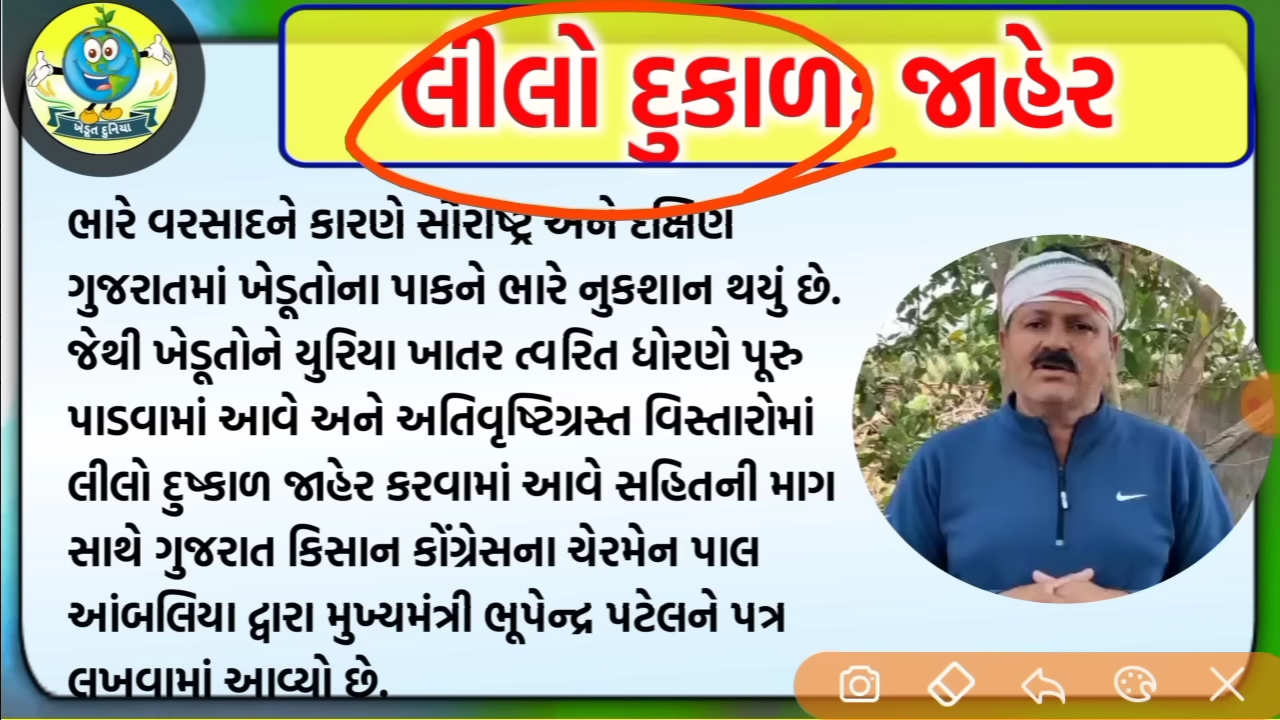 ખેડૂત દુનિયા
લીલો દુકાળ: જાહેર
ભારે વરસાદને કારણે સૌરાષ્ટ્ર અને દક્ષિણ
ગુજરાતમાં ખેડૂતોના પાકને ભારે નુકશાન થયું છે.
જેથી ખેડૂતોને યુરિયા ખાતર ત્વરિત ધોરણે પૂરુ
પાડવામાં આવે અને અતિવૃષ્ટિગ્રસ્ત વિસ્તારોમાં
લીલો દુષ્કાળ જાહેર કરવામાં આવે સહિતની માગ
સાથે ગુજરાત કિસાન કોંગ્રેસના ચેરમેન પાલ
આંબલિયા દ્વારા મુખ્યમંત્રી ભૂપેન્દ્ર પટેલને પત્ર
લખવામાં આવ્યો છે.